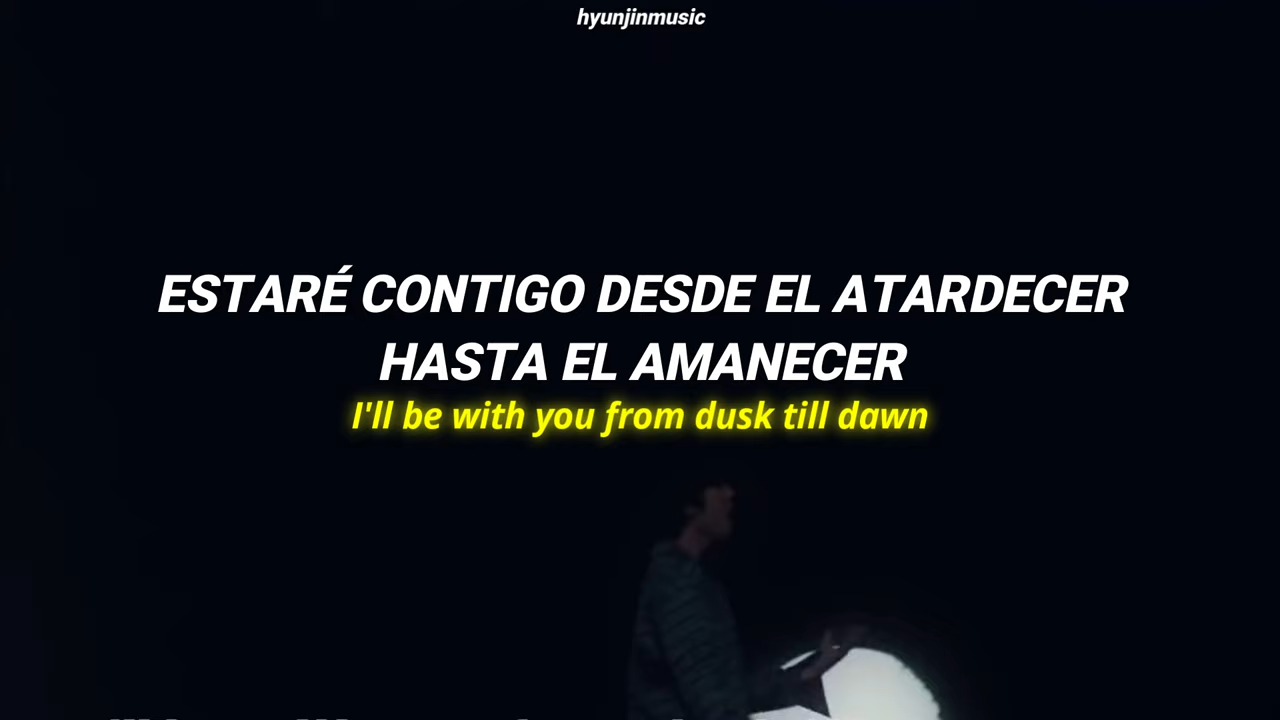 hyunjinmusic
ESTARÉ CONTIGO DESDE EL ATARDECER
HASTA EL AMANECER
I'll be with you from dusk till dawn